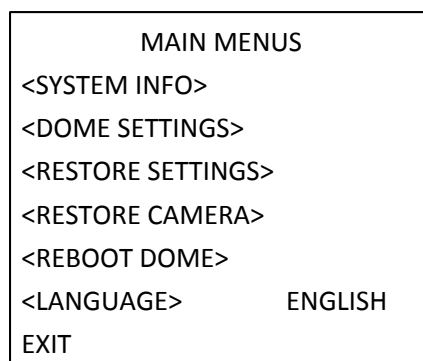 MAIN MENUS
<SYSTEM INFO>
<DOME SETTINGS>
<RESTORE SETTINGS>
<RESTORE CAMERA>
<REBOOT DOME>
<LANGUAGE> ENGLISH
EXIT